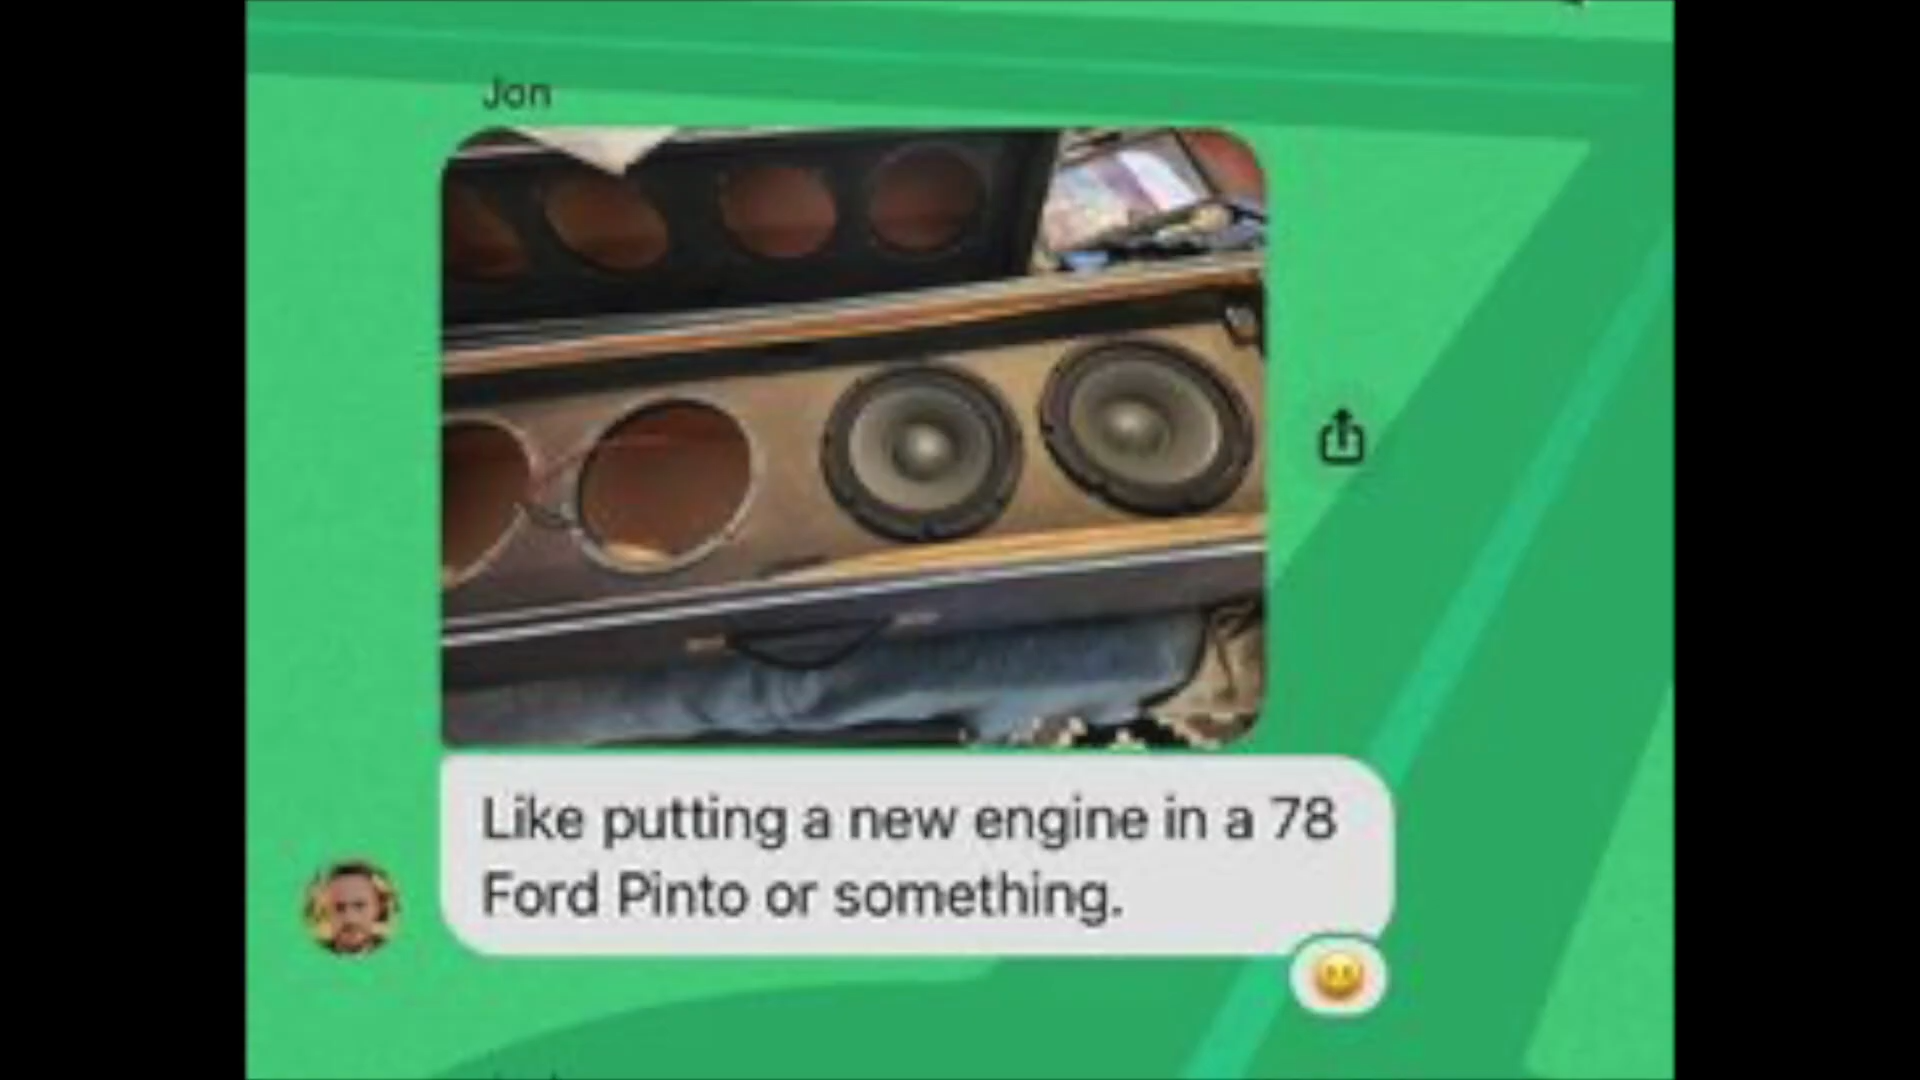 Jon
Like putting a new engine in a 78
Ford Pinto or something.